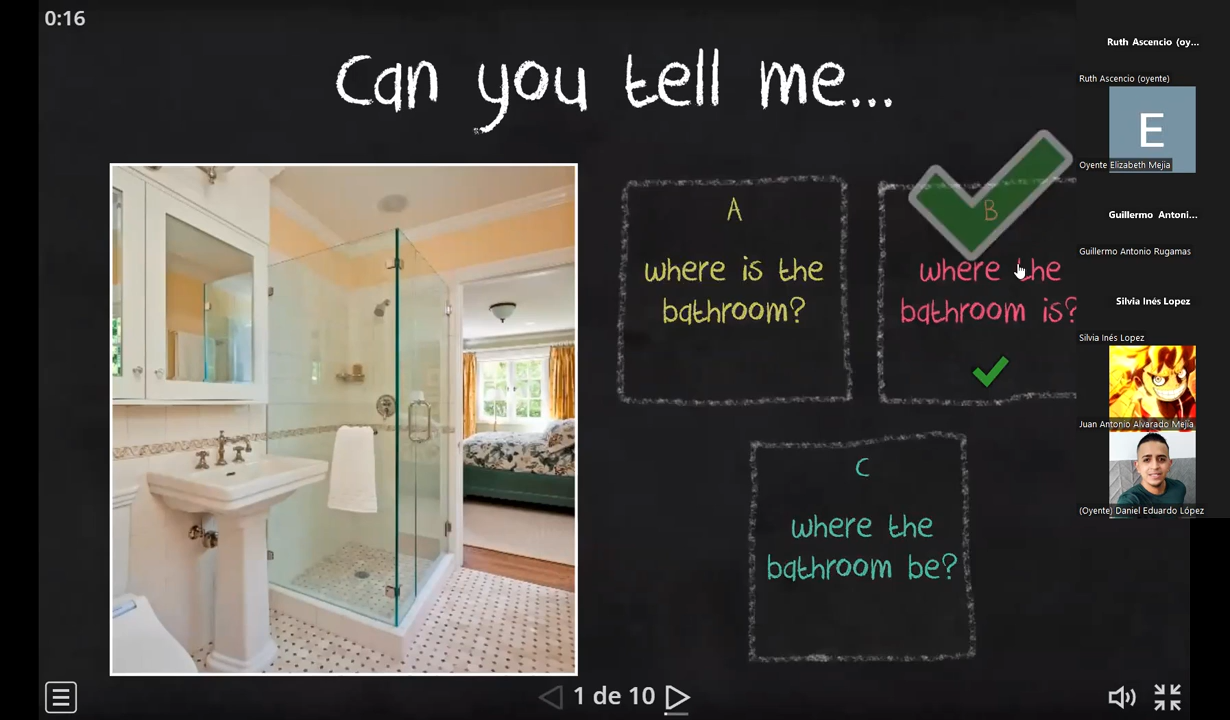 0:16
Can you tell me...
A
where is the
bathroom?
B
where the
bathroom is?
C
where the
bathroom be?
1 de 10
Ruth Ascencio (oy...
Ruth Ascencio (oyente)
E
Oyente Elizabeth Mejia
Guillermo Antoni...
Guillermo Antonio Rugamas
Silvia Inés Lopez
Silvia Inés Lopez
Juan Antonio Alvarado Mejia
(Oyente) Daniel Eduardo López